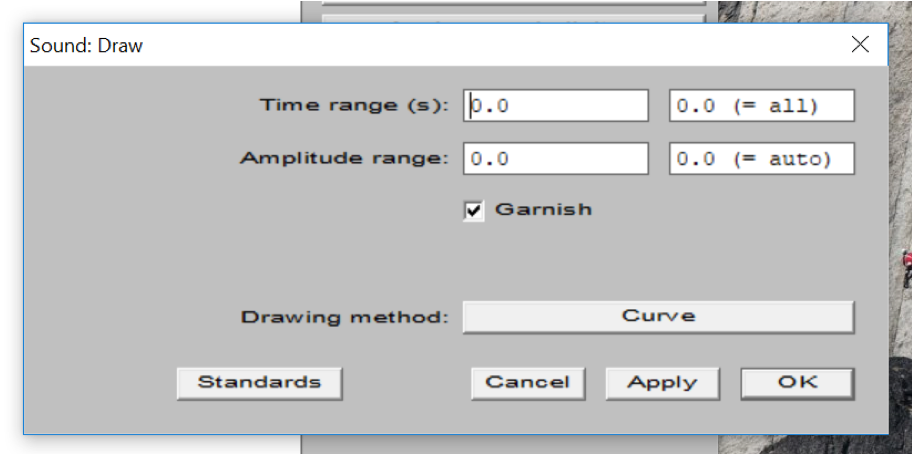 Sound: Draw
Time range (s): 0.0 0.0 (= all)
Amplitude range: 0.0 0.0 (= auto)
Garnish
Drawing method: Curve
Standards Cancel Apply OK